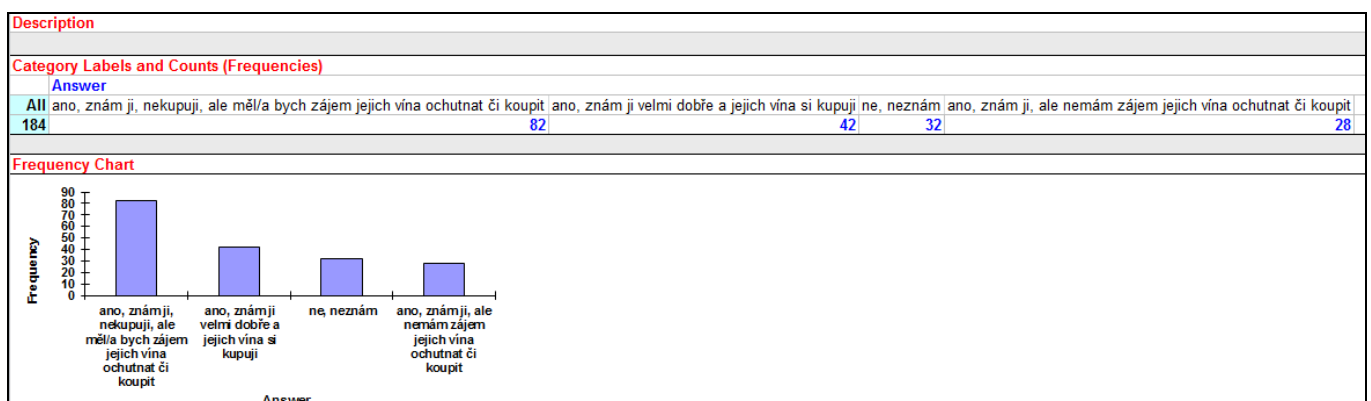 Description
Category Labels and Counts (Frequencies)
Answer
All ano, znám ji, nekupuji, ale měl/a bych zájem jejich vína ochutnat či koupit ano, znám ji velmi dobře a jejich vína si kupuji ne, neznám ano, znám ji, ale nemám zájem jejich vína ochutnat či koupit
184 82 42 32 28
Frequency Chart
90
80
70
60
50
40
30
20
10
0
Frequency
ano, znám ji,
nekupuji, ale
měl/a bych zájem
jejich vína
ochutnat či
koupit
ano, znám ji
velmi dobře a
jejich vína si
kupuji
ne, neznám
ano, znám ji, ale
nemám zájem
jejich vína
ochutnat či
koupit
Answer